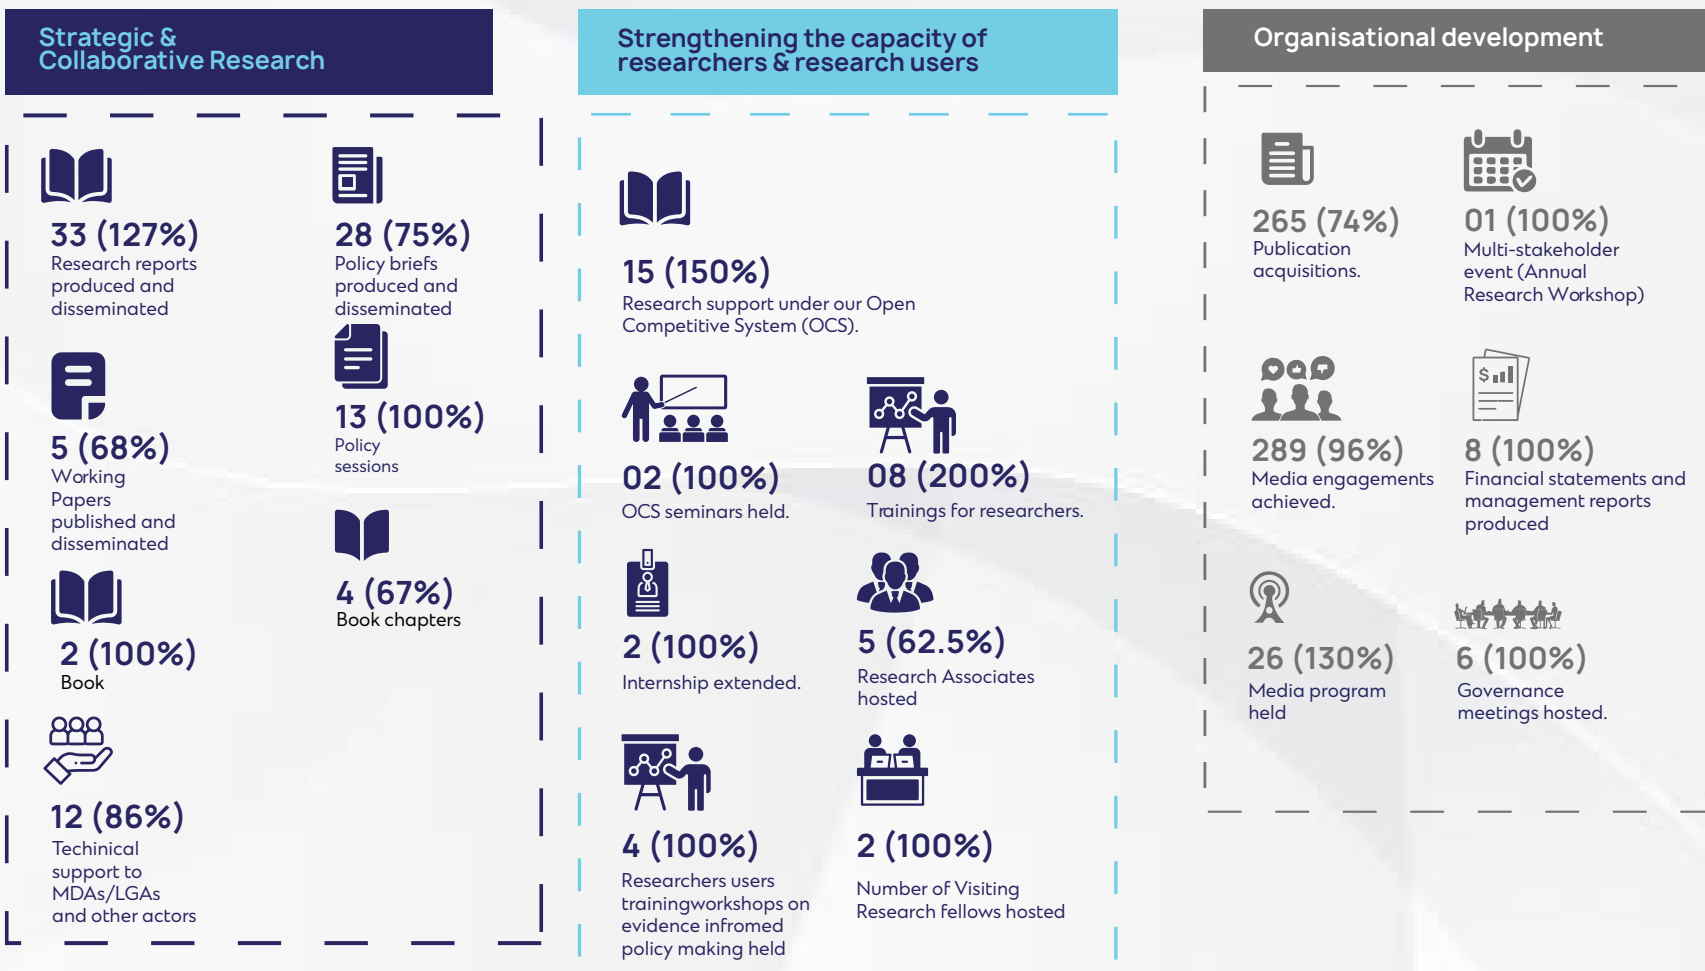 Strategic &
Collaborative Research
33 (127%)
Research reports
produced and
disseminated
28 (75%)
Policy briefs
produced and
disseminated
5 (68%)
Working
Papers
published and
disseminated
13 (100%)
Policy
sessions
2 (100%)
Book
4 (67%)
Book chapters
12 (86%)
Techinical
support to
MDAs/LGAs
and other actors
Strengthening the capacity of
researchers & research users
15 (150%)
Research support under our Open
Competitive System (OCS).
02 (100%)
OCS seminars held.
08 (200%)
Trainings for researchers.
2 (100%)
Internship extended.
5 (62.5%)
Research Associates
hosted
4 (100%)
Researchers users
trainingworkshops on
evidence infromed
policy making held
2 (100%)
Number of Visiting
Research fellows hosted
Organisational development
265 (74%)
Publication
acquisitions.
01 (100%)
Multi-stakeholder
event (Annual
Research Workshop)
289 (96%)
Media engagements
achieved.
$
8 (100%)
Financial statements and
management reports
produced
26 (130%)
Media program
held
6 (100%)
Governance
meetings hosted.